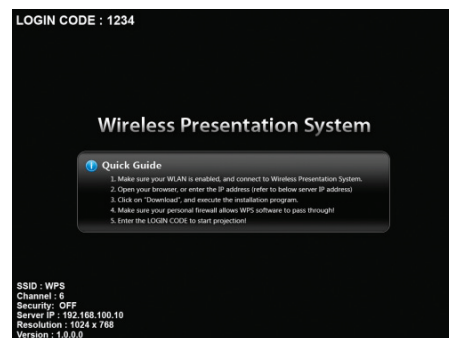 LOGIN CODE : 1234
Wireless Presentation System
Quick Guide
1. Make sure your WLAN is enabled, and connect to Wireless Presentation System.
2. Open your browser, or enter the IP address (refer to below server IP address)
3. Click on "Download", and execute the installation program.
4. Make sure your personal firewall allows WPS software to pass through!
5. Enter the LOGIN CODE to start projection!
SSID : WPS
Channel : 6
Security: OFF
Server IP : 192.168.100.10
Resolution : 1024 x 768
Version : 1.0.0.0